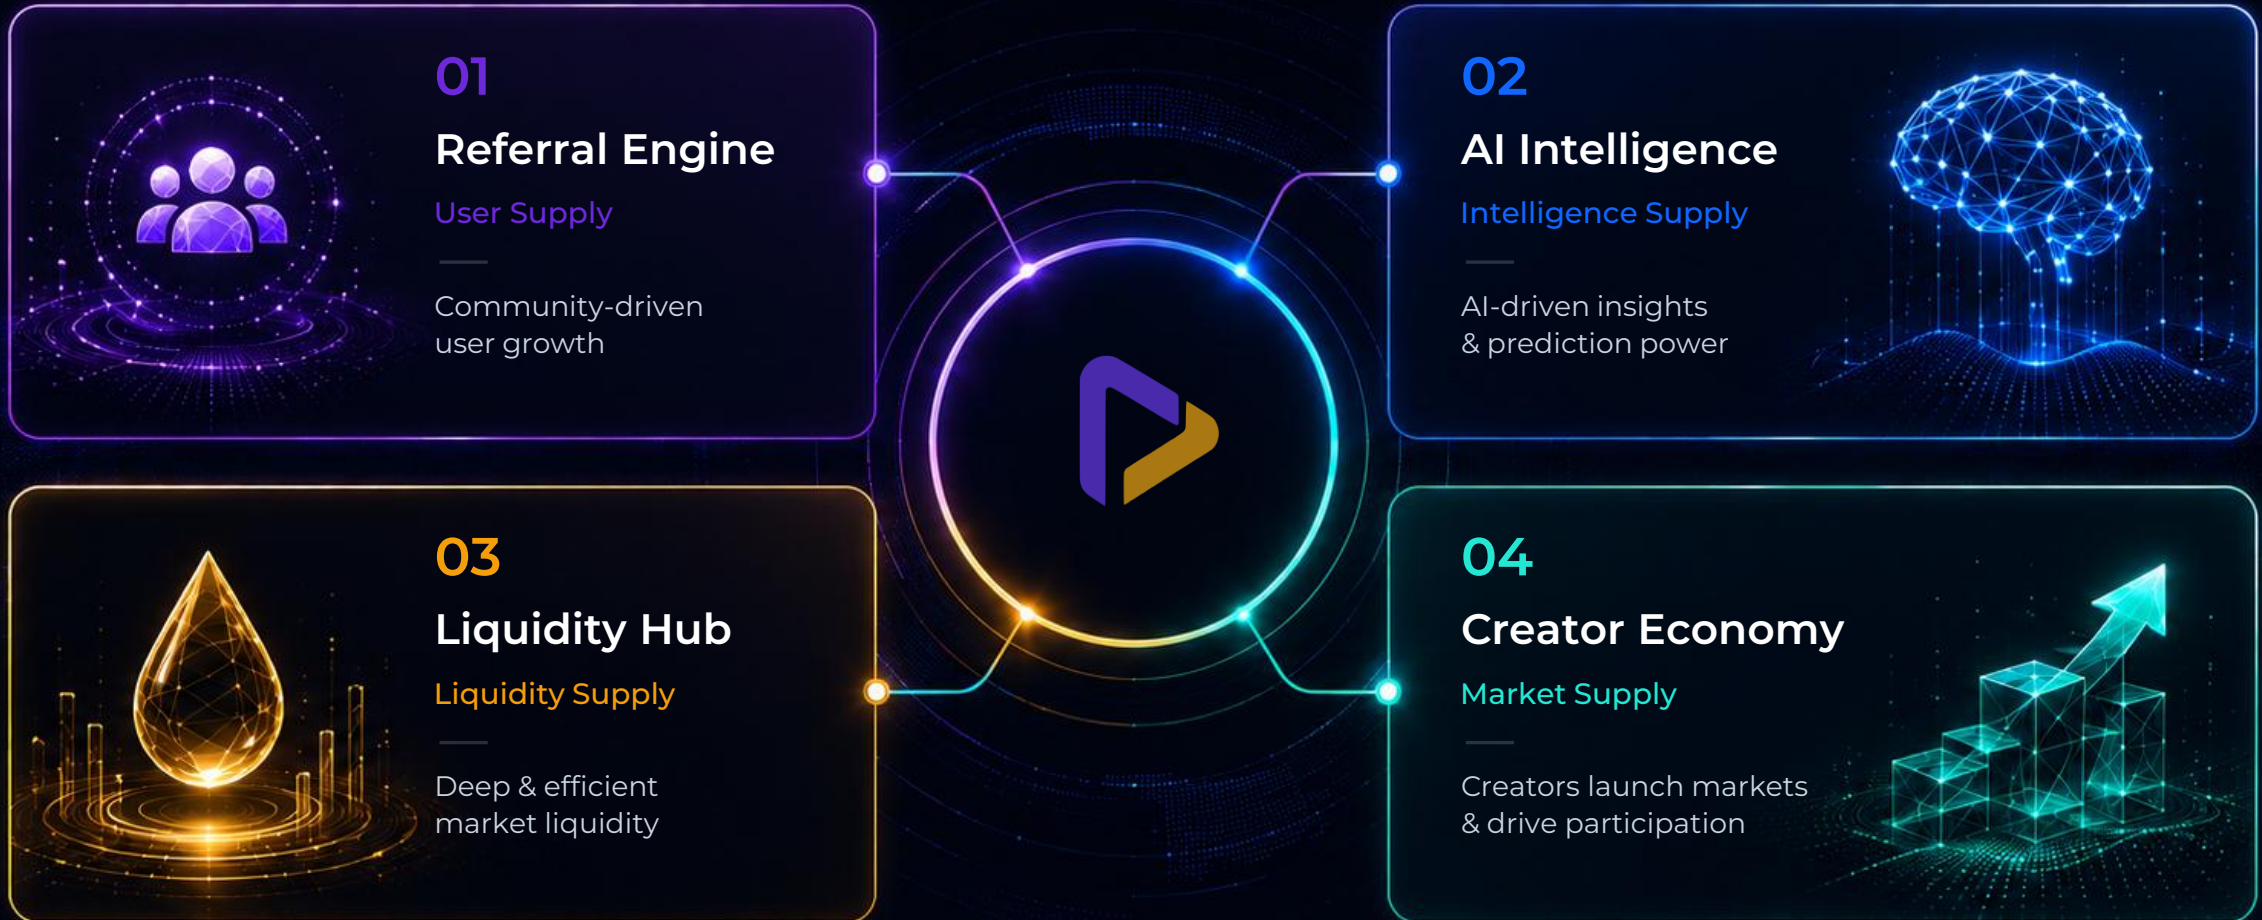 01
Referral Engine
User Supply
Community-driven
user growth
02
AI Intelligence
Intelligence Supply
AI-driven insights
& prediction power
03
Liquidity Hub
Liquidity Supply
Deep & efficient
market liquidity
04
Creator Economy
Market Supply
Creators launch markets
& drive participation